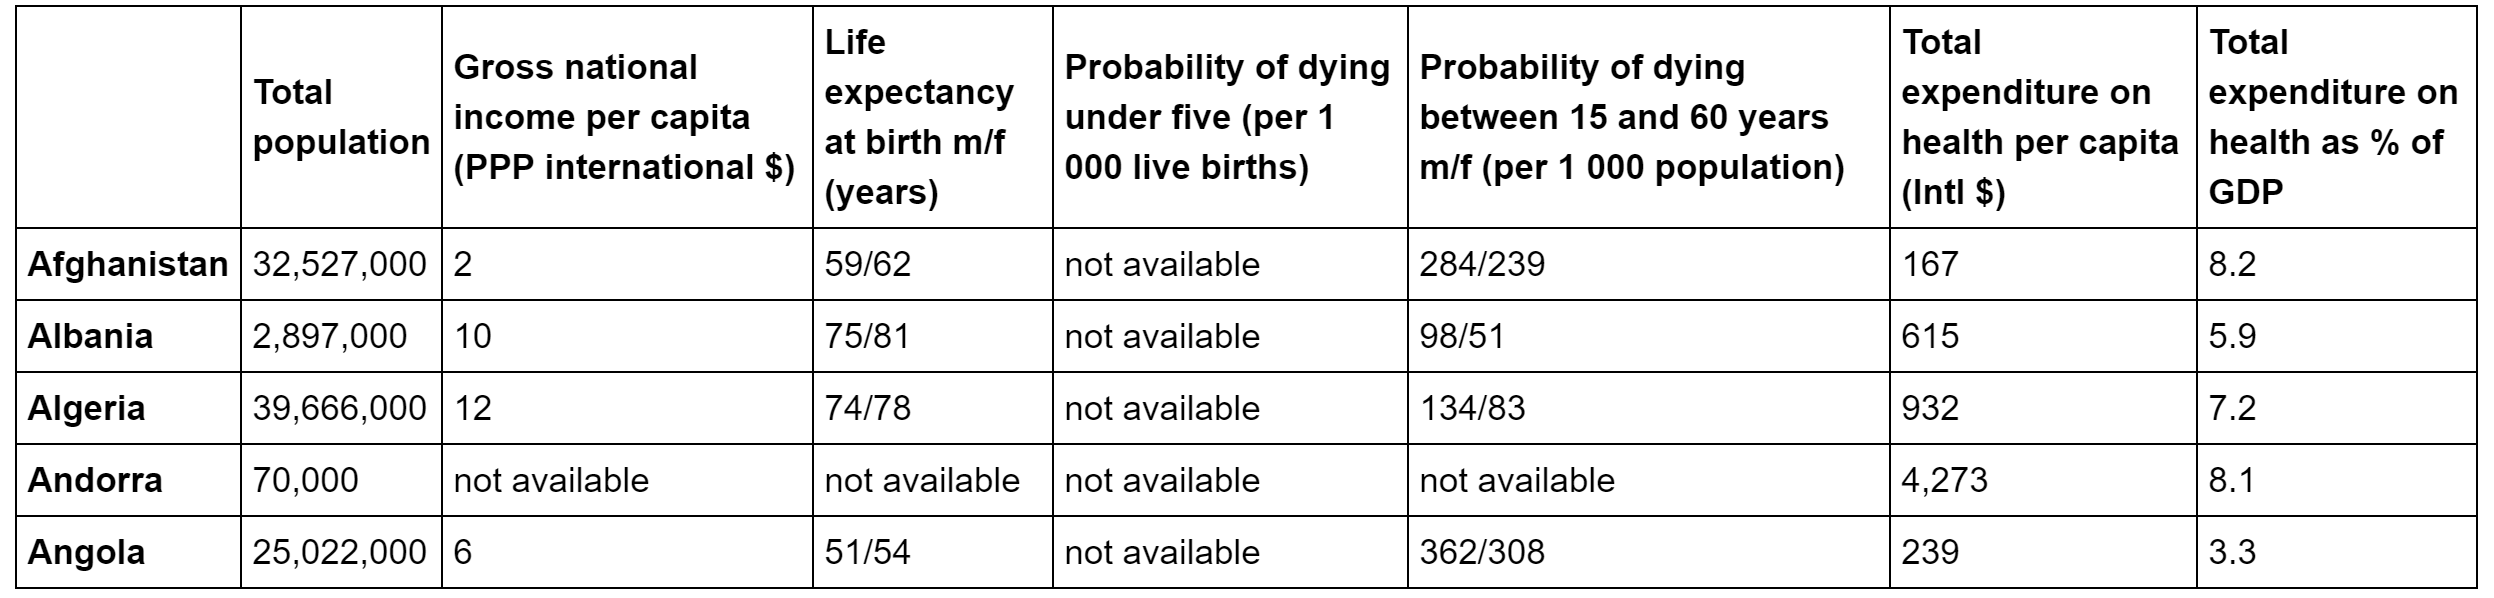 Total population
Gross national income per capita (PPP international $)
Life expectancy at birth m/f (years)
Probability of dying under five (per 1 000 live births)
Probability of dying between 15 and 60 years m/f (per 1 000 population)
Total expenditure on health per capita (Intl $)
Total expenditure on health as % of GDP
Afghanistan 32,527,000 2 59/62 not available 284/239 167 8.2
Albania 2,897,000 10 75/81 not available 98/51 615 5.9
Algeria 39,666,000 12 74/78 not available 134/83 932 7.2
Andorra 70,000 not available not available not available not available 4,273 8.1
Angola 25,022,000 6 51/54 not available 362/308 239 3.3